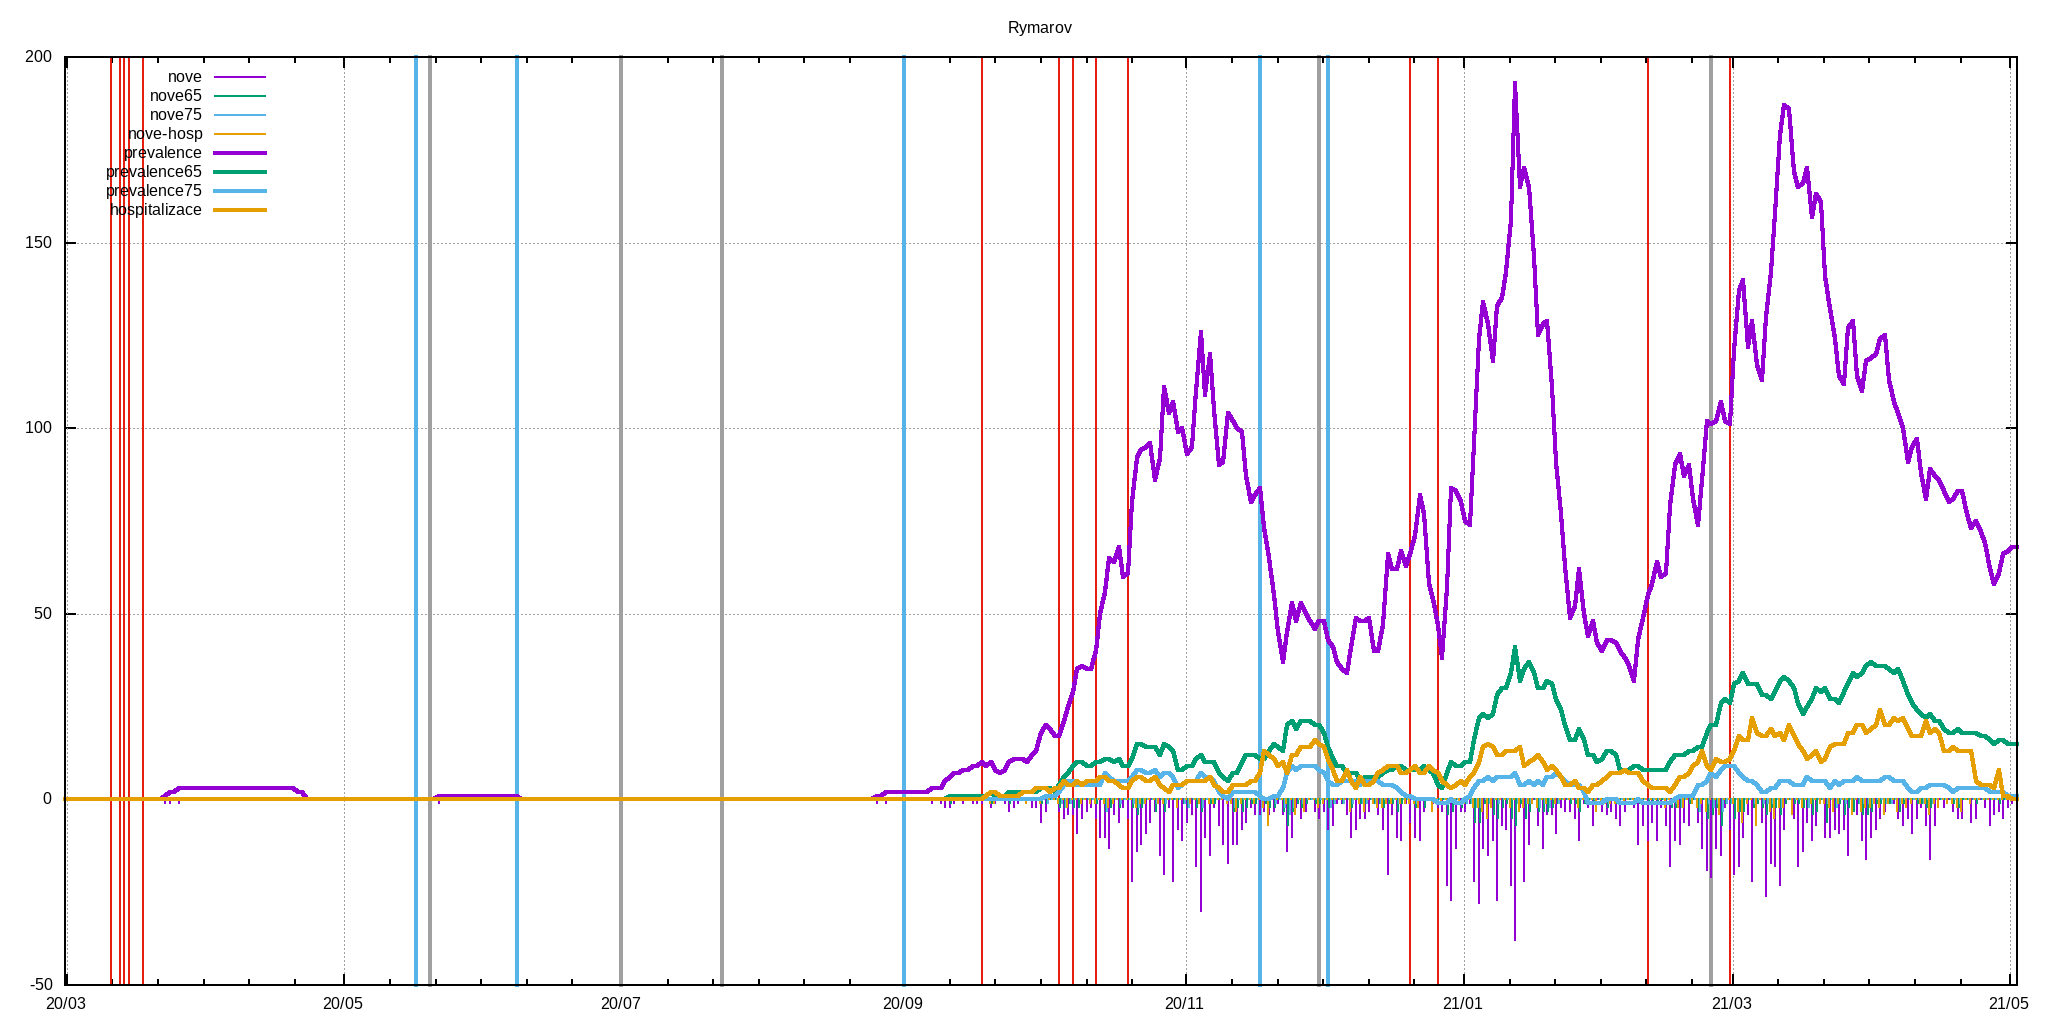 Rymarov
200
nove
nove65
nove75
nove-hosp
prevalence
prevalence65
prevalence75
hospitalizace
150
100
50
0
-50
20/03 20/05 20/07 20/09 20/11 21/01 21/03 21/05